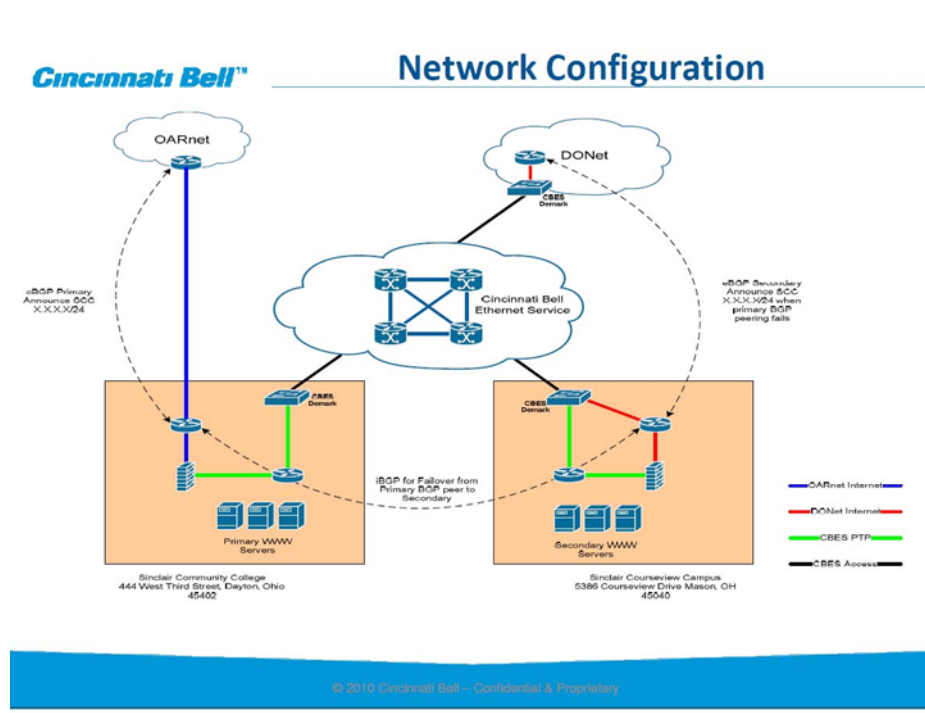 Cincinnati Bell™
Network Configuration
OARnet
DONet
CBES
Demark
eBGP Primary
Announce SCC
X.X.X.X/24
Cincinnati Bell
Ethernet Service
eBGP Secondary
Announce SCC
X.X.X.X/24 when
primary BGP
peering fails
CBES
Demark
CBES
Demark
iBGP for Failover from
Primary BGP peer to
Secondary
Primary WWW
Servers
Secondary WWW
Servers
OARnet Internet
DONet Internet
CBES PTP
CBES Access
Sinclair Community College
444 West Third Street, Dayton, Ohio
45402
Sinclair Courseview Campus
5386 Courseview Drive Mason, OH
45040
© 2010 Cincinnati Bell – Confidential & Proprietary